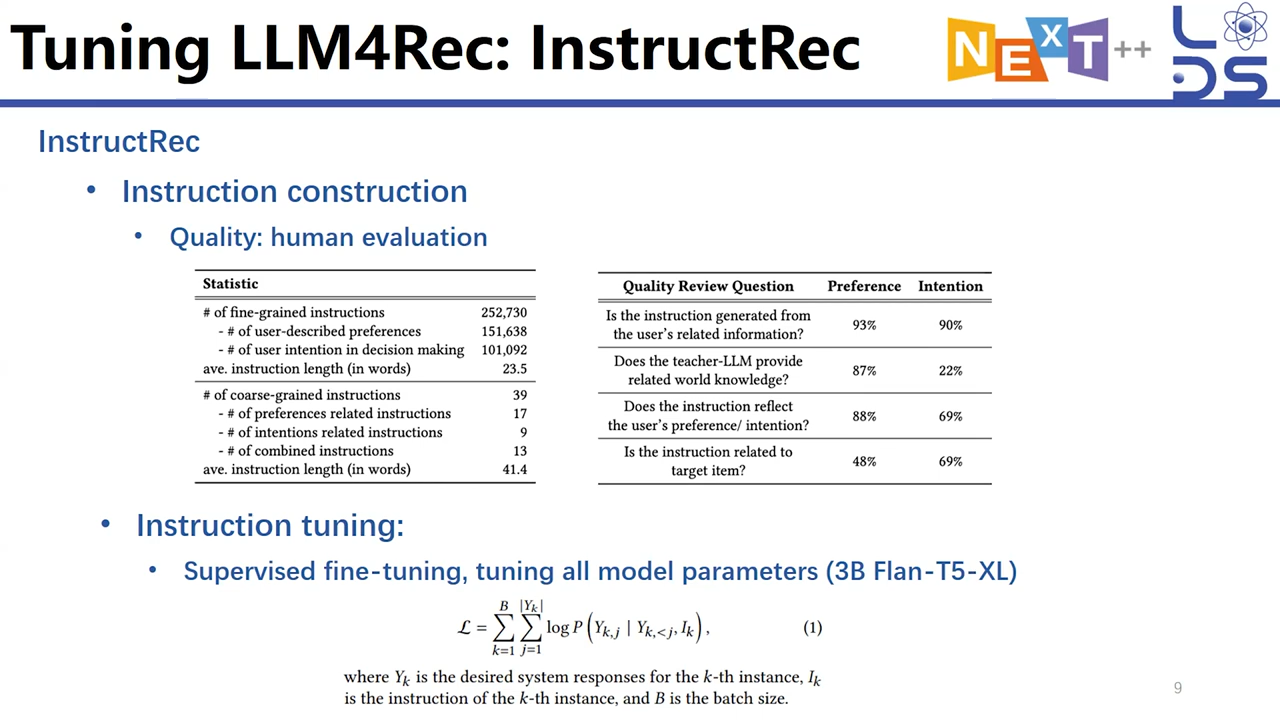 Tuning LLM4Rec: InstructRec
NExT++
LDS
InstructRec
• Instruction construction
• Quality: human evaluation
Statistic
# of fine-grained instructions 252,730
- # of user-described preferences 151,638
- # of user intention in decision making 101,092
ave. instruction length (in words) 23.5
# of coarse-grained instructions 39
- # of preferences related instructions 17
- # of intentions related instructions 9
- # of combined instructions 13
ave. instruction length (in words) 41.4
Quality Review Question Preference Intention
Is the instruction generated from
the user's related information? 93% 90%
Does the teacher-LLM provide
related world knowledge? 87% 22%
Does the instruction reflect
the user's preference/ intention? 88% 69%
Is the instruction related to
target item? 48% 69%
• Instruction tuning:
• Supervised fine-tuning, tuning all model parameters (3B Flan-T5-XL)
ℒ = ∑_{k=1}^{B} ∑_{j=1}^{|Y_k|} log P (Y_{k,j} | Y_{k,<j}, I_k), (1)
where Y_k is the desired system responses for the k-th instance, I_k
is the instruction of the k-th instance, and B is the batch size.
9